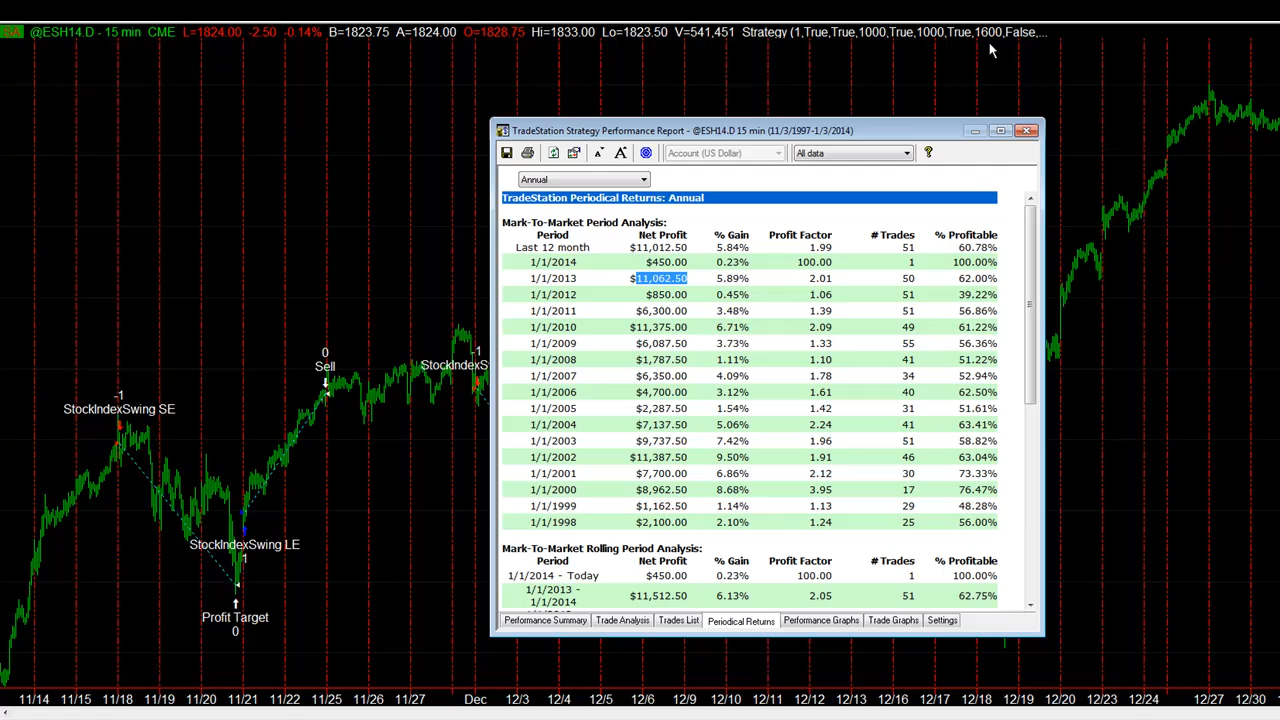 @ESH14.D - 15 min CME L=1824.00 -2.50 -0.14% B=1823.75 A=1824.00 O=1828.75 Hi=1833.00 Lo=1823.50 V=541,451 Strategy (1,True,True,1000,True,1000,True,1600,False,...
TradeStation Strategy Performance Report - @ESH14.D 15 min (11/3/1997-1/3/2014)
Account (US Dollar) All data
Annual
TradeStation Periodical Returns: Annual
Mark-To-Market Period Analysis:
Period Net Profit % Gain Profit Factor # Trades % Profitable
Last 12 month $11,012.50 5.84% 1.99 51 60.78%
1/1/2014 $450.00 0.23% 100.00 1 100.00%
1/1/2013 $11,062.50 5.89% 2.01 50 62.00%
1/1/2012 $850.00 0.45% 1.06 51 39.22%
1/1/2011 $6,300.00 3.48% 1.39 51 56.86%
1/1/2010 $11,375.00 6.71% 2.09 49 61.22%
1/1/2009 $6,087.50 3.73% 1.33 55 56.36%
1/1/2008 $1,787.50 1.11% 1.10 41 51.22%
1/1/2007 $6,350.00 4.09% 1.78 34 52.94%
1/1/2006 $4,700.00 3.12% 1.61 40 62.50%
1/1/2005 $2,287.50 1.54% 1.42 31 51.61%
1/1/2004 $7,137.50 5.06% 2.24 41 63.41%
1/1/2003 $9,737.50 7.42% 1.96 51 58.82%
1/1/2002 $11,387.50 9.50% 1.91 46 63.04%
1/1/2001 $7,700.00 6.86% 2.12 30 73.33%
1/1/2000 $8,962.50 8.68% 3.95 17 76.47%
1/1/1999 $1,162.50 1.14% 1.13 29 48.28%
1/1/1998 $2,100.00 2.10% 1.24 25 56.00%
Mark-To-Market Rolling Period Analysis:
Period Net Profit % Gain Profit Factor # Trades % Profitable
1/1/2014 - Today $450.00 0.23% 100.00 1 100.00%
1/1/2013 -
1/1/2014 $11,512.50 6.13% 2.05 51 62.75%
Performance Summary Trade Analysis Trades List Periodical Returns Performance Graphs Trade Graphs Settings
0
Sell
-1
StockIndexS
-1
StockIndexSwing SE
StockIndexSwing LE
1
Profit Target
0
11/14 11/15 11/18 11/19 11/20 11/21 11/22 11/25 11/26 11/27 Dec 12/3 12/4 12/5 12/6 12/9 12/10 12/11 12/12 12/13 12/16 12/17 12/18 12/19 12/20 12/23 12/24 12/27 12/30